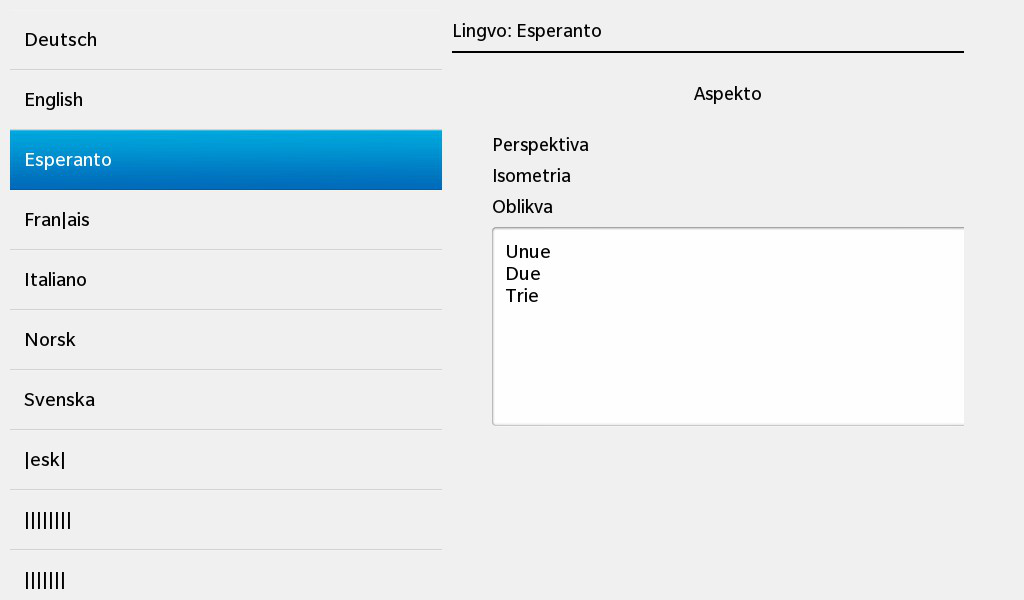 Deutsch
English
Esperanto
Fran|ais
Italiano
Norsk
Svenska
|esk|
||||||||
|||||||
Lingvo: Esperanto
Aspekto
Perspektiva
Isometria
Oblikva
Unue
Due
Trie